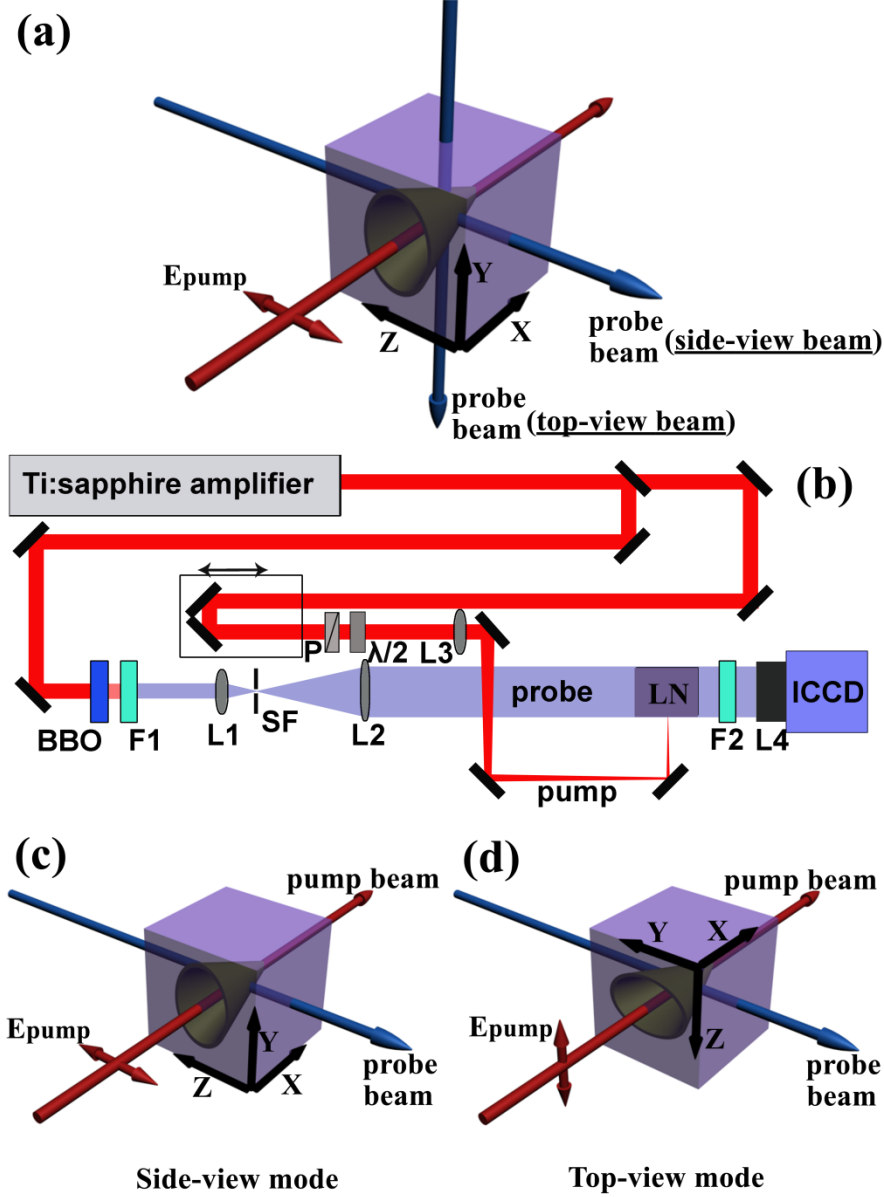 (a)
Epump
Y
Z
X
probe
beam (side-view beam)
probe
beam (top-view beam)
Ti:sapphire amplifier
(b)
P
λ/2
L3
probe
LN
ICCD
BBO
F1
L1
SF
L2
F2
L4
pump
(c)
pump beam
Epump
Y
Z
X
probe
beam
Side-view mode
(d)
pump beam
Y
X
Epump
Z
probe
beam
Top-view mode